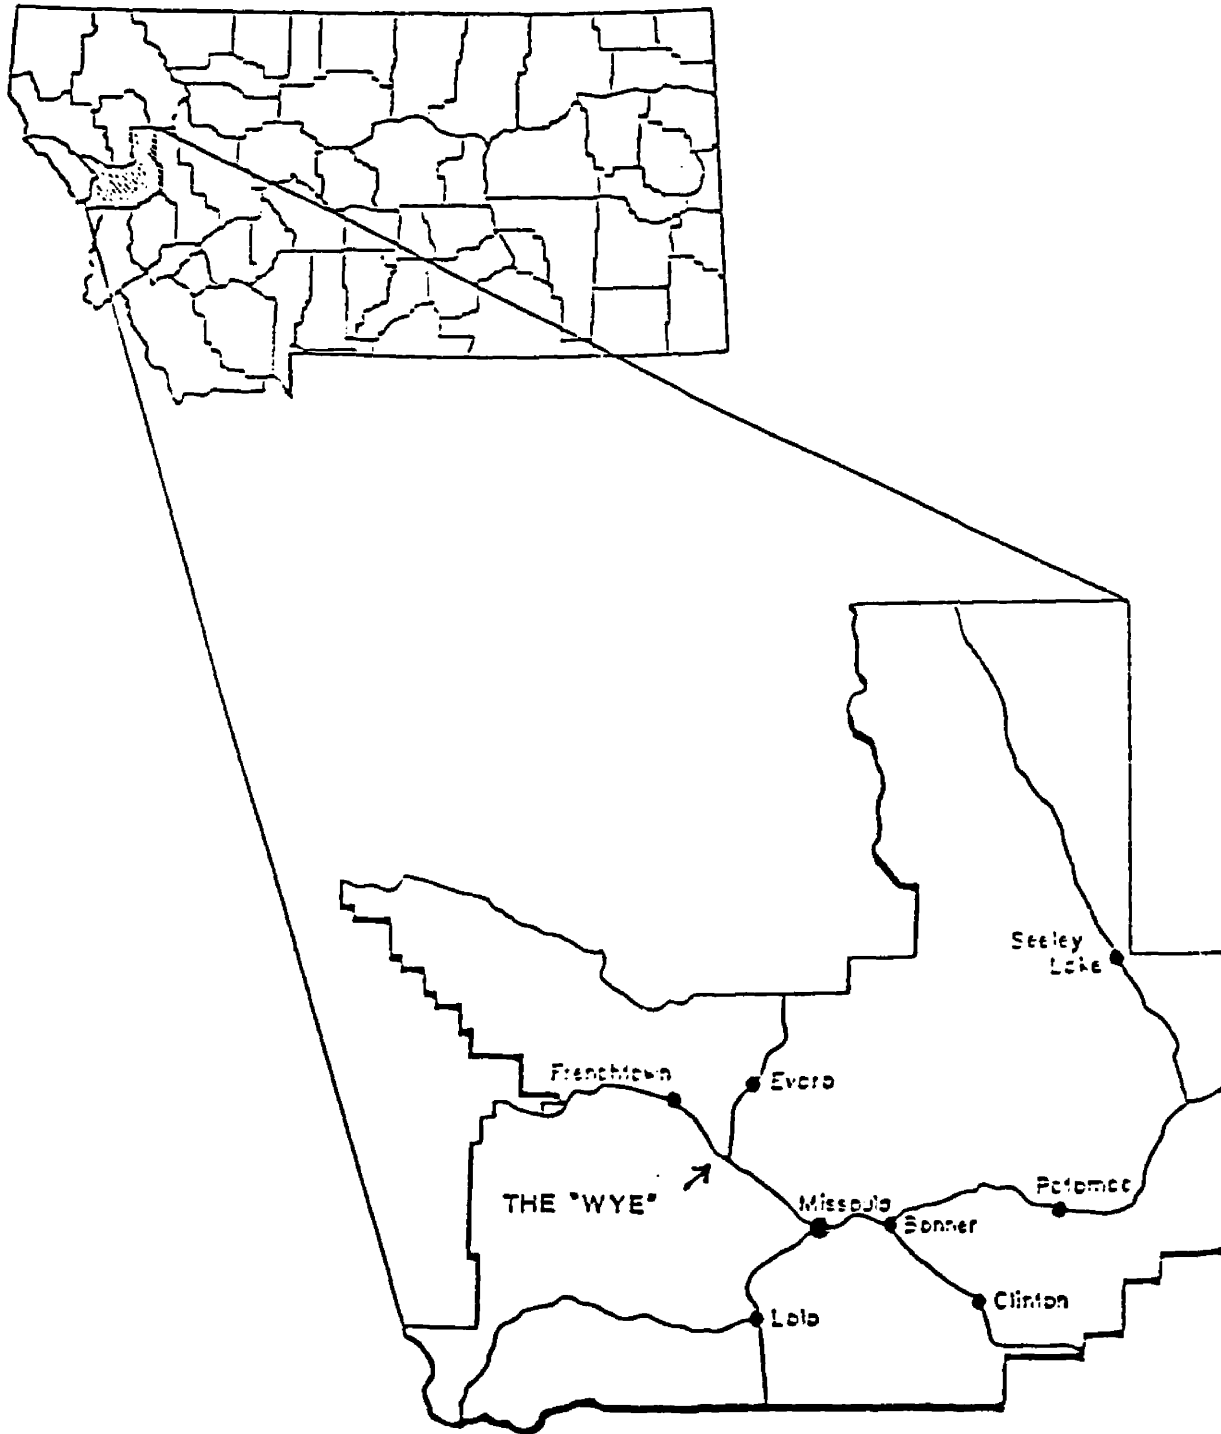 Seeley
Lake
Frenchtown
Evaro
THE "WYE"
Missoula
Potomac
Bonner
Clinton
Lolo